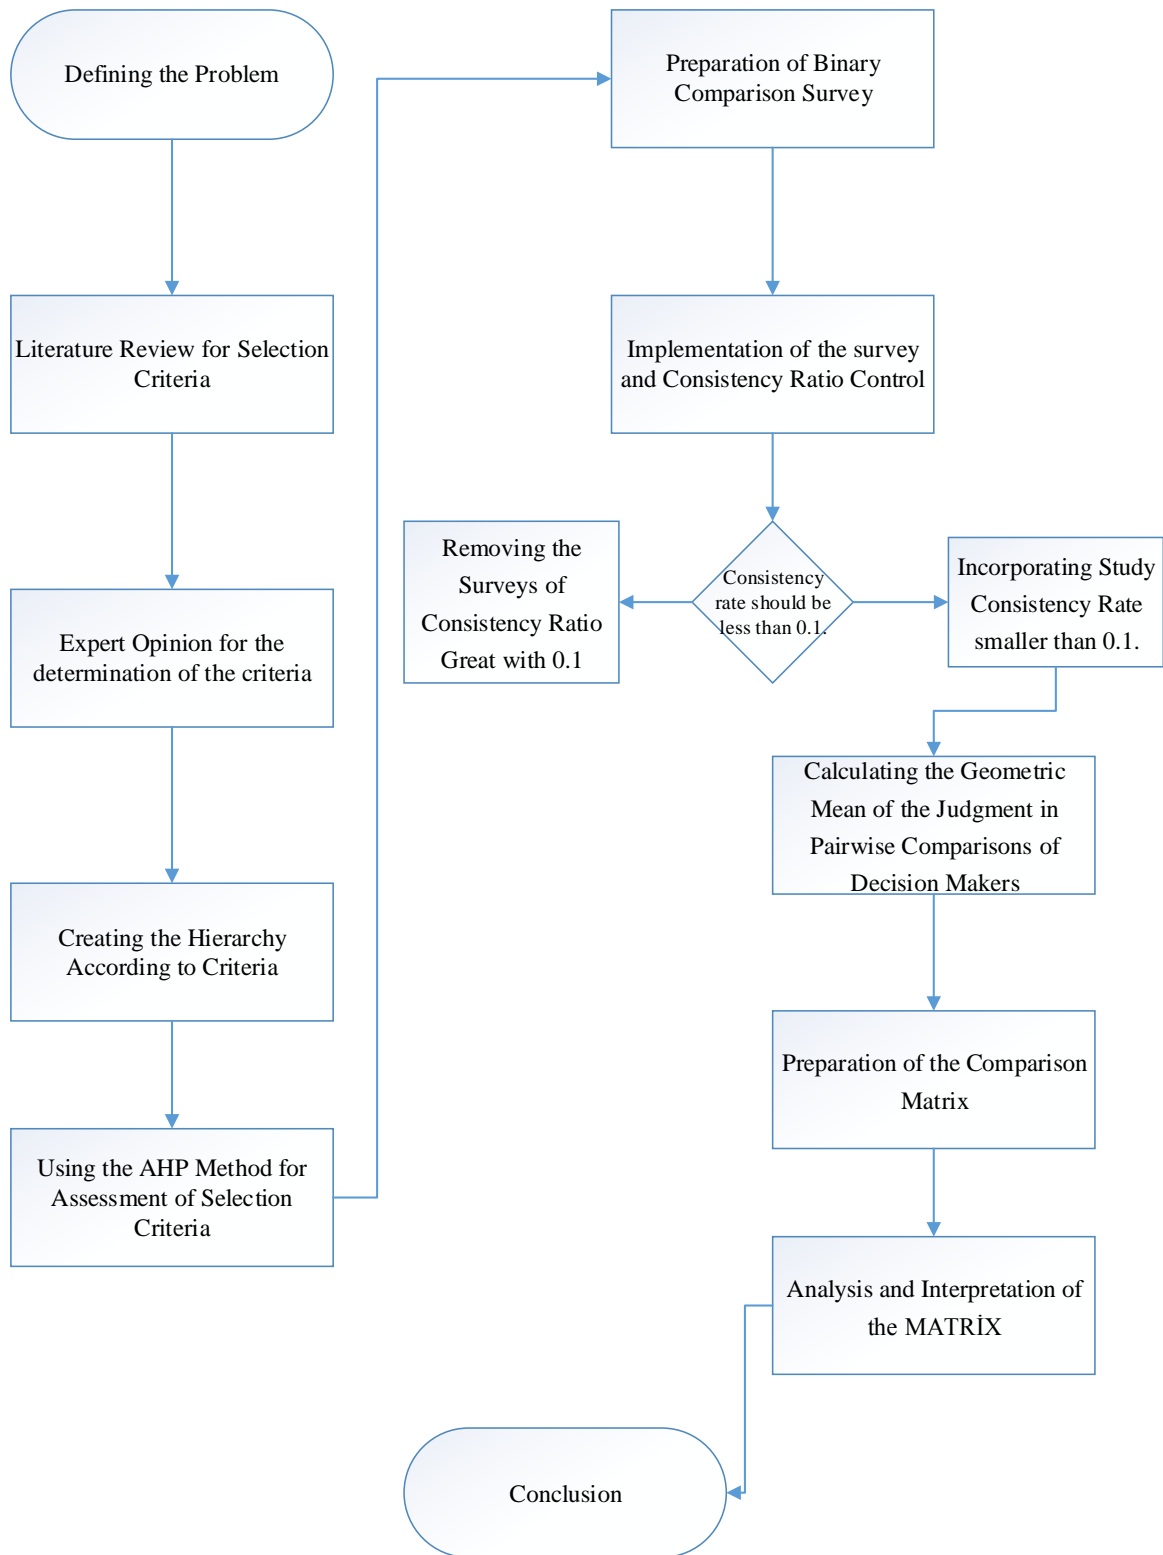 Defining the Problem
Literature Review for Selection
Criteria
Expert Opinion for the
determination of the criteria
Creating the Hierarchy
According to Criteria
Using the AHP Method for
Assessment of Selection
Criteria
Preparation of Binary
Comparison Survey
Implementation of the survey
and Consistency Ratio Control
Consistency
rate should be
less than 0.1.
Removing the
Surveys of
Consistency Ratio
Great with 0.1
Incorporating Study
Consistency Rate
smaller than 0.1.
Calculating the Geometric
Mean of the Judgment in
Pairwise Comparisons of
Decision Makers
Preparation of the Comparison
Matrix
Analysis and Interpretation of
the MATRİX
Conclusion